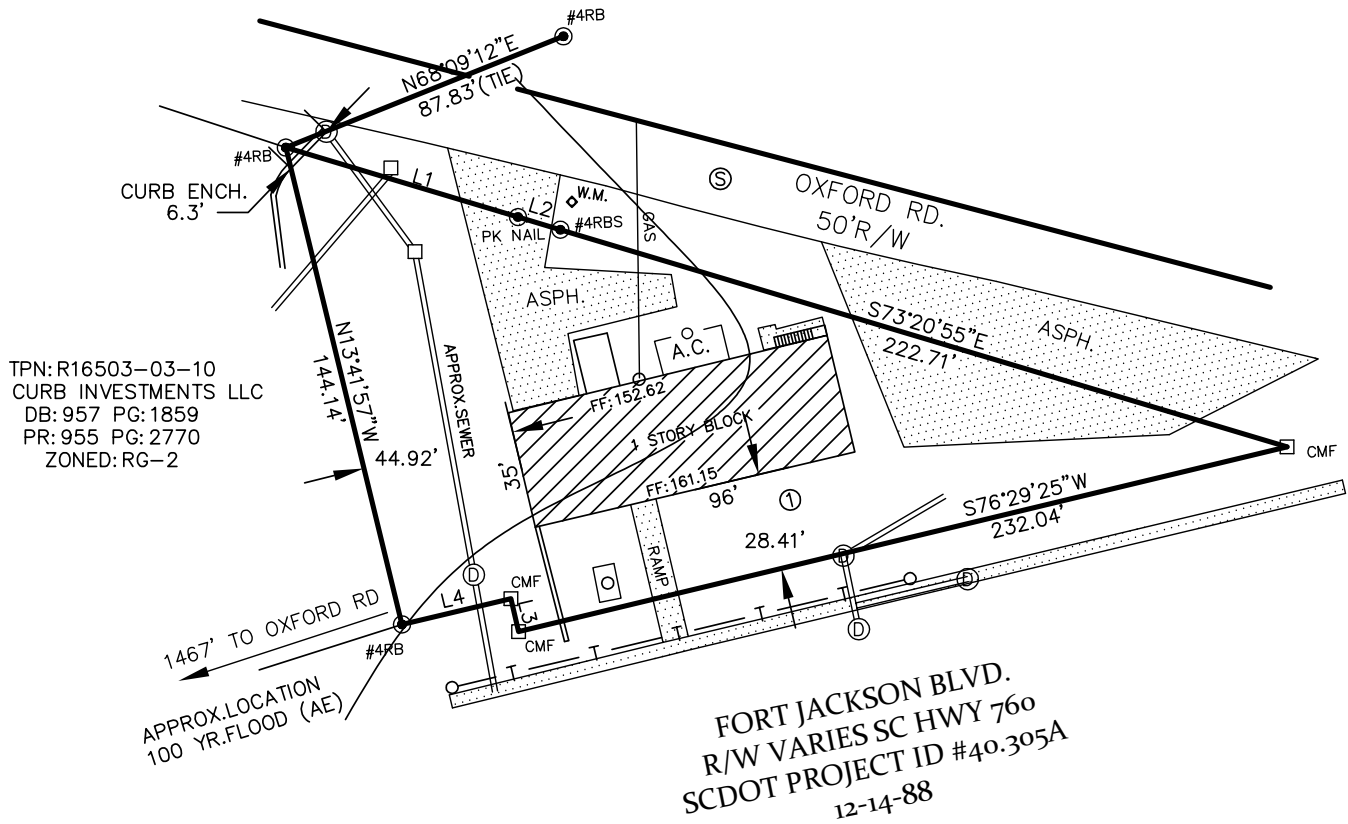 #4RB
N68°09'12"E
87.83'(TIE)
D
#4RB
CURB ENCH.
6.3'
L1
L2
W.M.
PK NAIL
#4RBS
GAS
S
OXFORD RD.
50'R/W
ASPH.
ASPH.
S73°20'55"E
222.71'
A.C.
N13°41'57"W
144.14'
TPN: R16503-03-10
CURB INVESTMENTS LLC
DB: 957 PG: 1859
PR: 955 PG: 2770
ZONED: RG-2
APPROX.SEWER
44.92'
35'
FF:152.62
1 STORY BLOCK
FF:161.15
96'
1
CMF
S76°29'25"W
232.04'
28.41'
RAMP
D
D
D
D
L4
CMF
3
CMF
#4RB
T
T
T
T
1467' TO OXFORD RD
APPROX.LOCATION
100 YR.FLOOD (AE)
FORT JACKSON BLVD.
R/W VARIES SC HWY 760
SCDOT PROJECT ID #40.305A
12-14-88